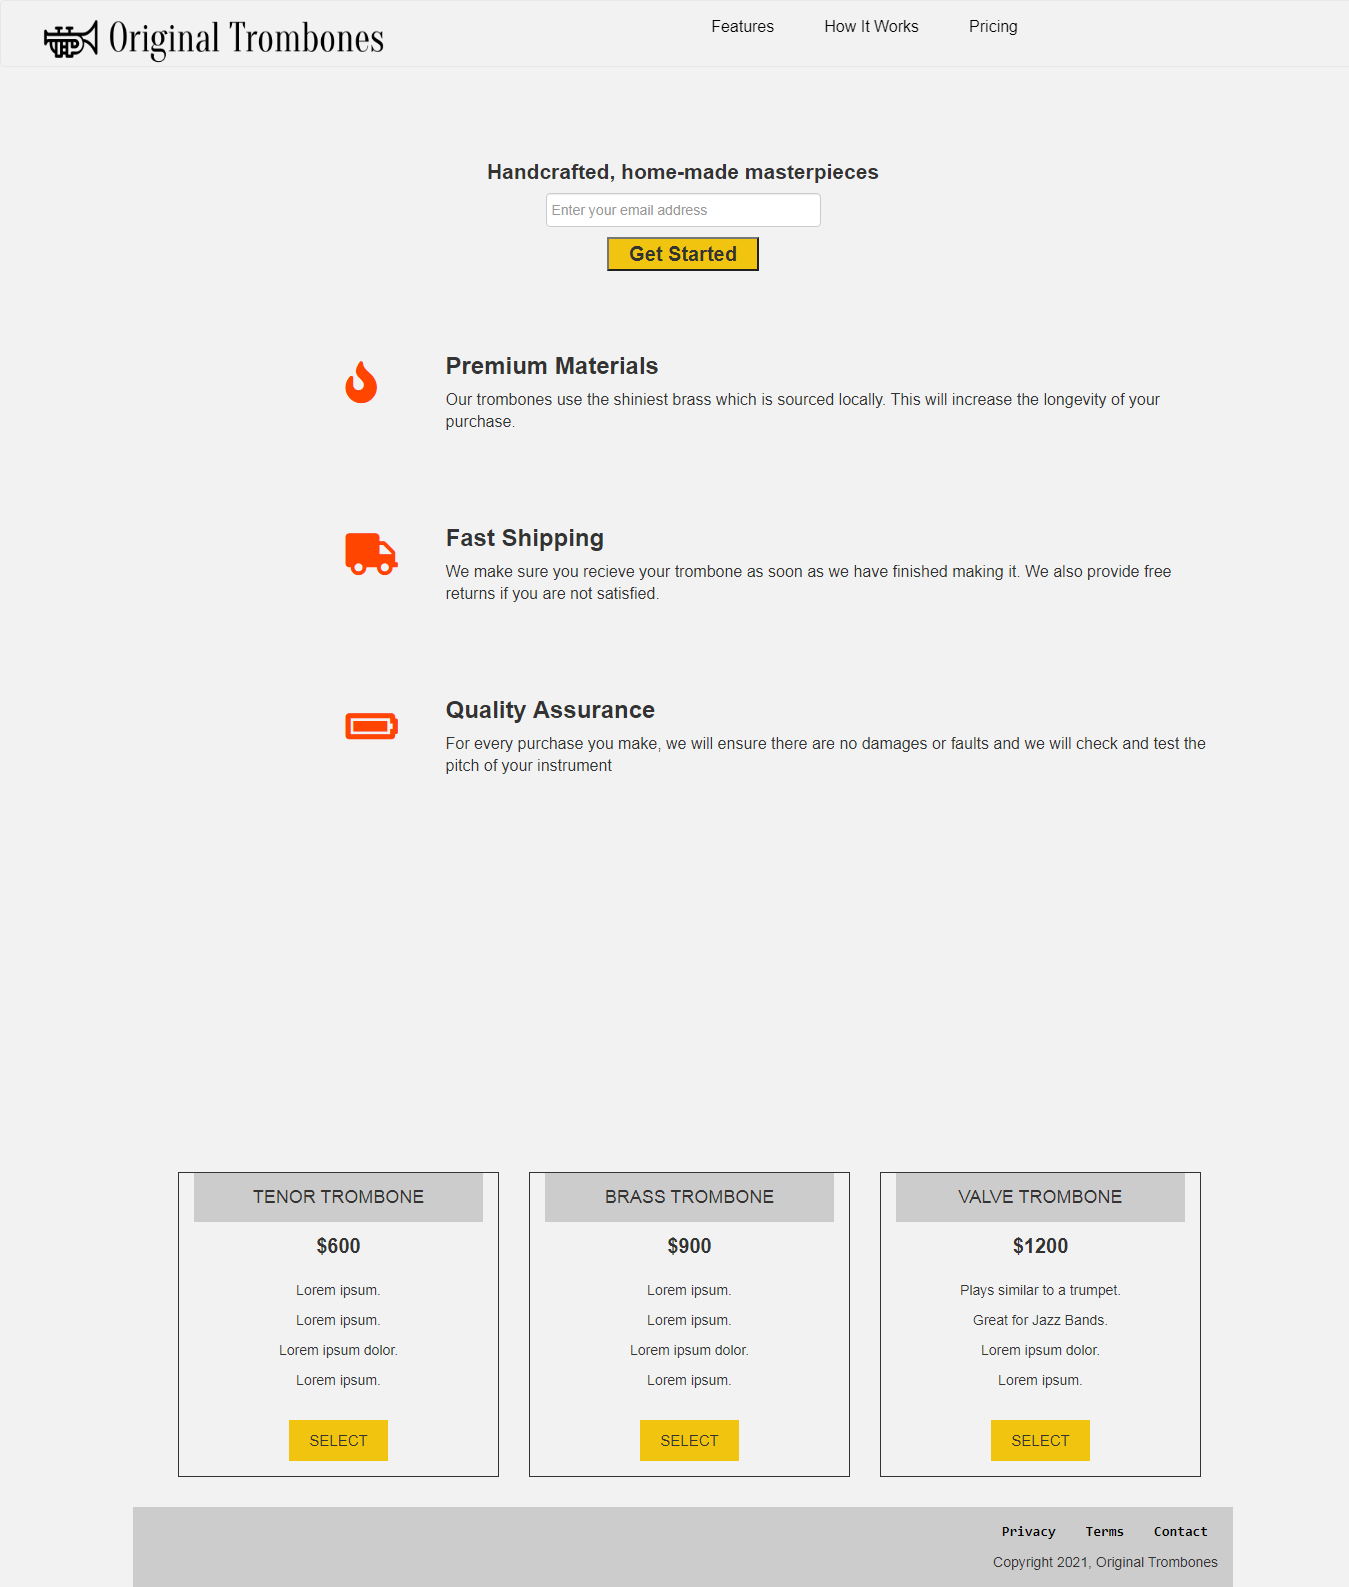 Original Trombones
Features
How It Works
Pricing
Handcrafted, home-made masterpieces
Enter your email address
Get Started
Premium Materials
Our trombones use the shiniest brass which is sourced locally. This will increase the longevity of your
purchase.
Fast Shipping
We make sure you recieve your trombone as soon as we have finished making it. We also provide free
returns if you are not satisfied.
Quality Assurance
For every purchase you make, we will ensure there are no damages or faults and we will check and test the
pitch of your instrument
TENOR TROMBONE
$600
Lorem ipsum.
Lorem ipsum.
Lorem ipsum dolor.
Lorem ipsum.
SELECT
BRASS TROMBONE
$900
Lorem ipsum.
Lorem ipsum.
Lorem ipsum dolor.
Lorem ipsum.
SELECT
VALVE TROMBONE
$1200
Plays similar to a trumpet.
Great for Jazz Bands.
Lorem ipsum dolor.
Lorem ipsum.
SELECT
Privacy
Terms
Contact
Copyright 2021, Original Trombones